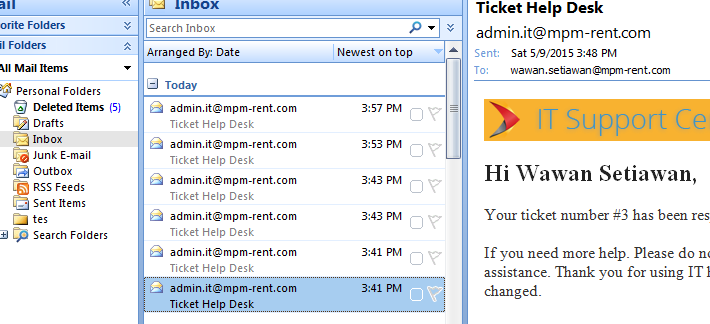 Mail
Favorite Folders
Mail Folders
All Mail Items
Personal Folders
Deleted Items (5)
Drafts
Inbox
Junk E-mail
Outbox
RSS Feeds
Sent Items
tes
Search Folders
Inbox
Search Inbox
Arranged By: Date Newest on top
Today
admin.it@mpm-rent.com 3:57 PM
Ticket Help Desk
admin.it@mpm-rent.com 3:53 PM
Ticket Help Desk
admin.it@mpm-rent.com 3:43 PM
Ticket Help Desk
admin.it@mpm-rent.com 3:43 PM
Ticket Help Desk
admin.it@mpm-rent.com 3:41 PM
Ticket Help Desk
admin.it@mpm-rent.com 3:41 PM
Ticket Help Desk
Ticket Help Desk
admin.it@mpm-rent.com
Sent: Sat 5/9/2015 3:48 PM
To: wawan.setiawan@mpm-rent.com
IT Support Ce
Hi Wawan Setiawan,
Your ticket number #3 has been res
If you need more help. Please do no
assistance. Thank you for using IT h
changed.